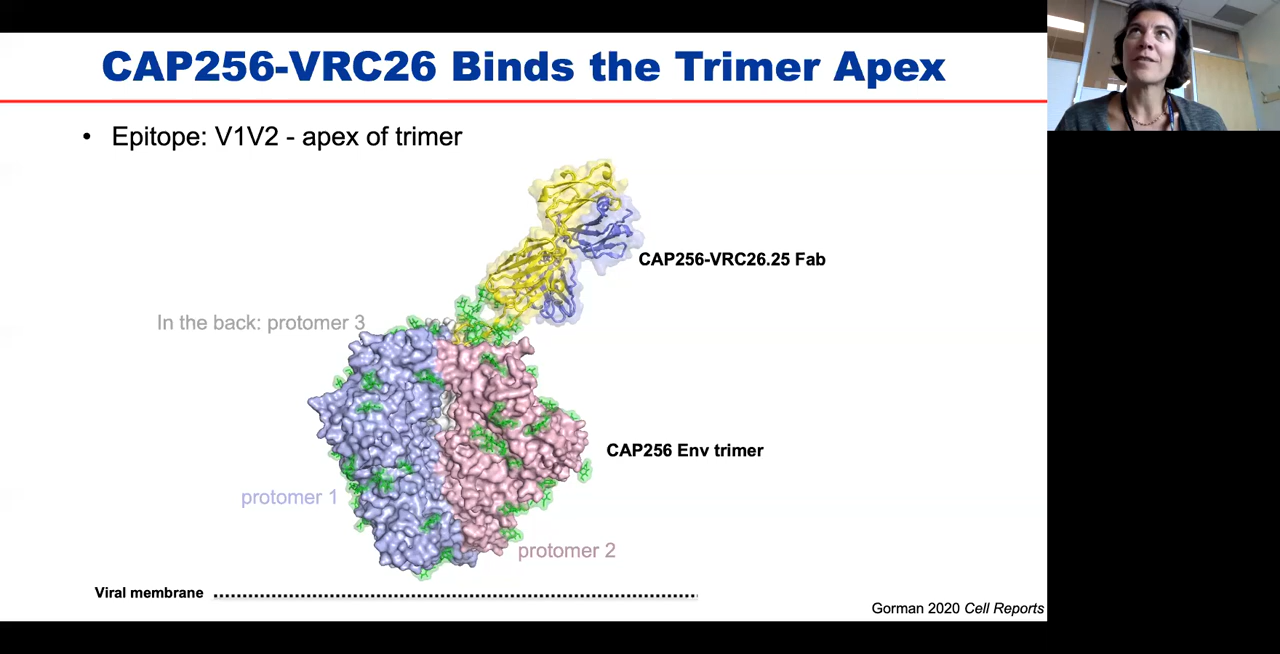 CAP256-VRC26 Binds the Trimer Apex
• Epitope: V1V2 - apex of trimer
CAP256-VRC26.25 Fab
In the back: protomer 3
CAP256 Env trimer
protomer 1
protomer 2
Viral membrane
Gorman 2020 Cell Reports